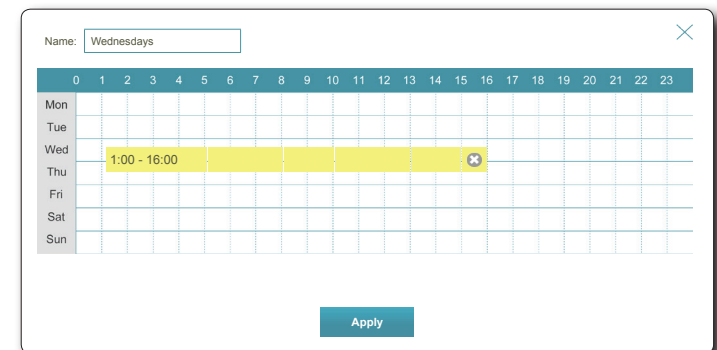 Name: Wednesdays
0 1 2 3 4 5 6 7 8 9 10 11 12 13 14 15 16 17 18 19 20 21 22 23
Mon
Tue
Wed
1:00 - 16:00
Thu
Fri
Sat
Sun
Apply